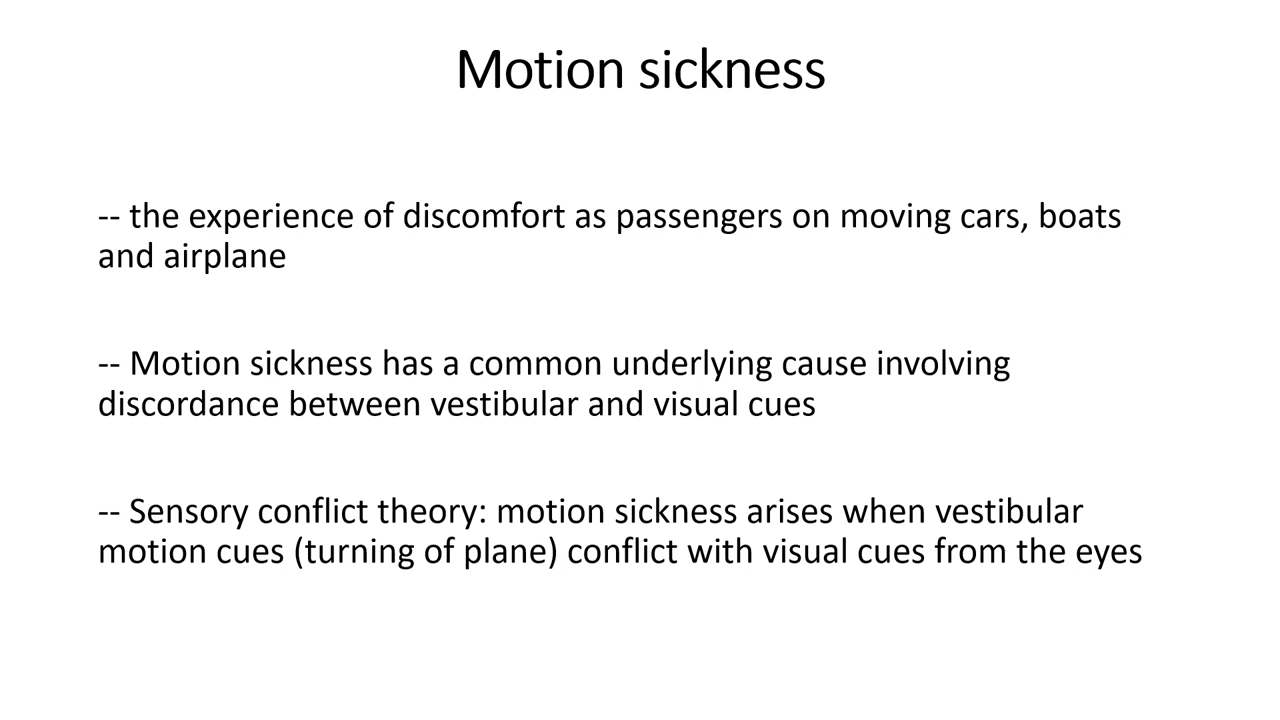 Motion sickness
-- the experience of discomfort as passengers on moving cars, boats
and airplane
-- Motion sickness has a common underlying cause involving
discordance between vestibular and visual cues
-- Sensory conflict theory: motion sickness arises when vestibular
motion cues (turning of plane) conflict with visual cues from the eyes